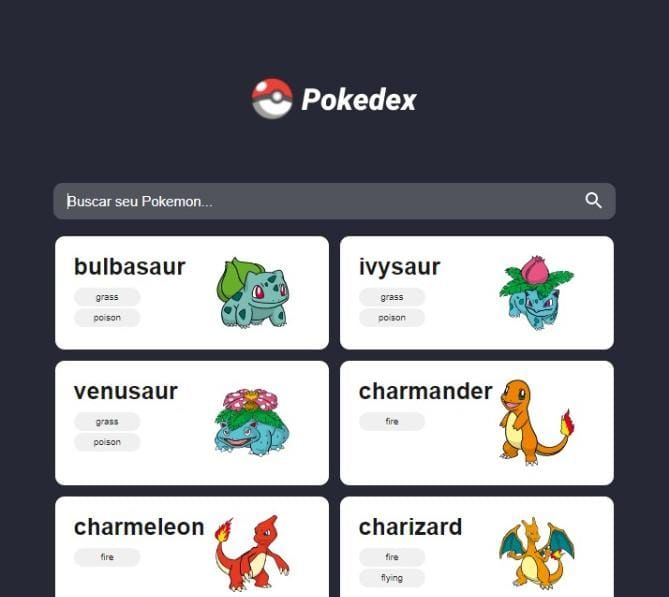 Pokedex
Buscar seu Pokemon...
bulbasaur
grass
poison
ivysaur
grass
poison
venusaur
grass
poison
charmander
fire
charmeleon
fire
charizard
fire
flying